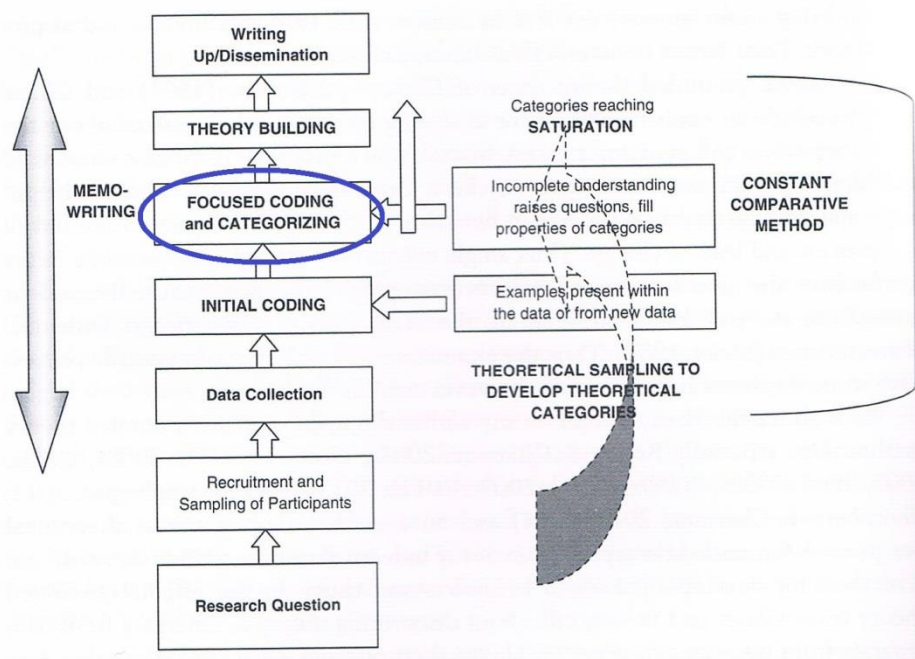 Writing
Up/Dissemination
THEORY BUILDING
MEMO-
WRITING
FOCUSED CODING
and CATEGORIZING
INITIAL CODING
Data Collection
Recruitment and
Sampling of Participants
Research Question
Categories reaching
SATURATION
Incomplete understanding
raises questions, fill
properties of categories
Examples present within
the data of from new data
THEORETICAL SAMPLING TO
DEVELOP THEORETICAL
CATEGORIES
CONSTANT
COMPARATIVE
METHOD